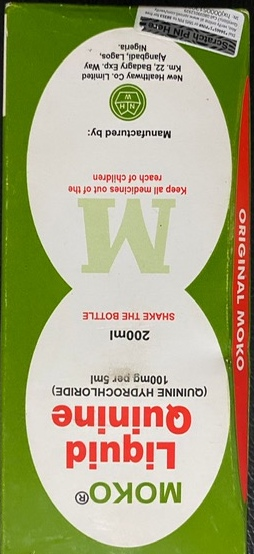 MOKO®
Liquid
Quinine
(QUININE HYDROCHLORIDE)
100mg per 5ml
200ml
SHAKE THE BOTTLE
M
Keep all medicines out of the
reach of children
Manufactured by:
NHW
New Healthway Co. Limited
Km. 22, Badagry Exp. Way
Ajangbadi, Lagos,
Nigeria.
ORIGINAL MOKO
Scratch PIN Here